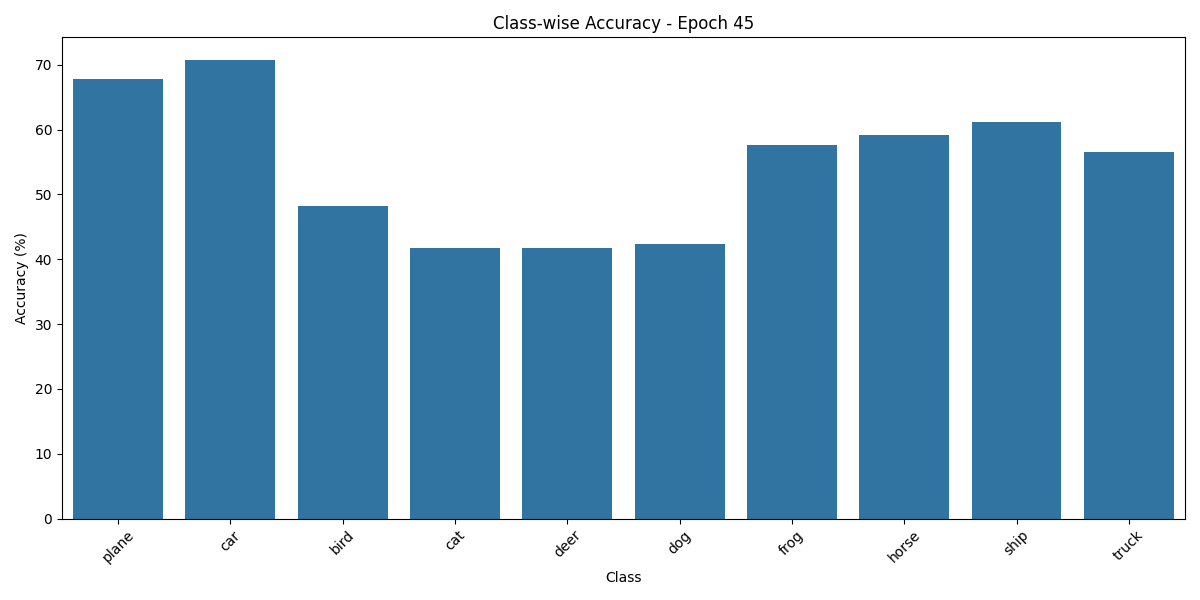 Class-wise Accuracy - Epoch 45
Accuracy (%)
70
60
50
40
30
20
10
0
plane
car
bird
cat
deer
dog
frog
horse
ship
truck
Class